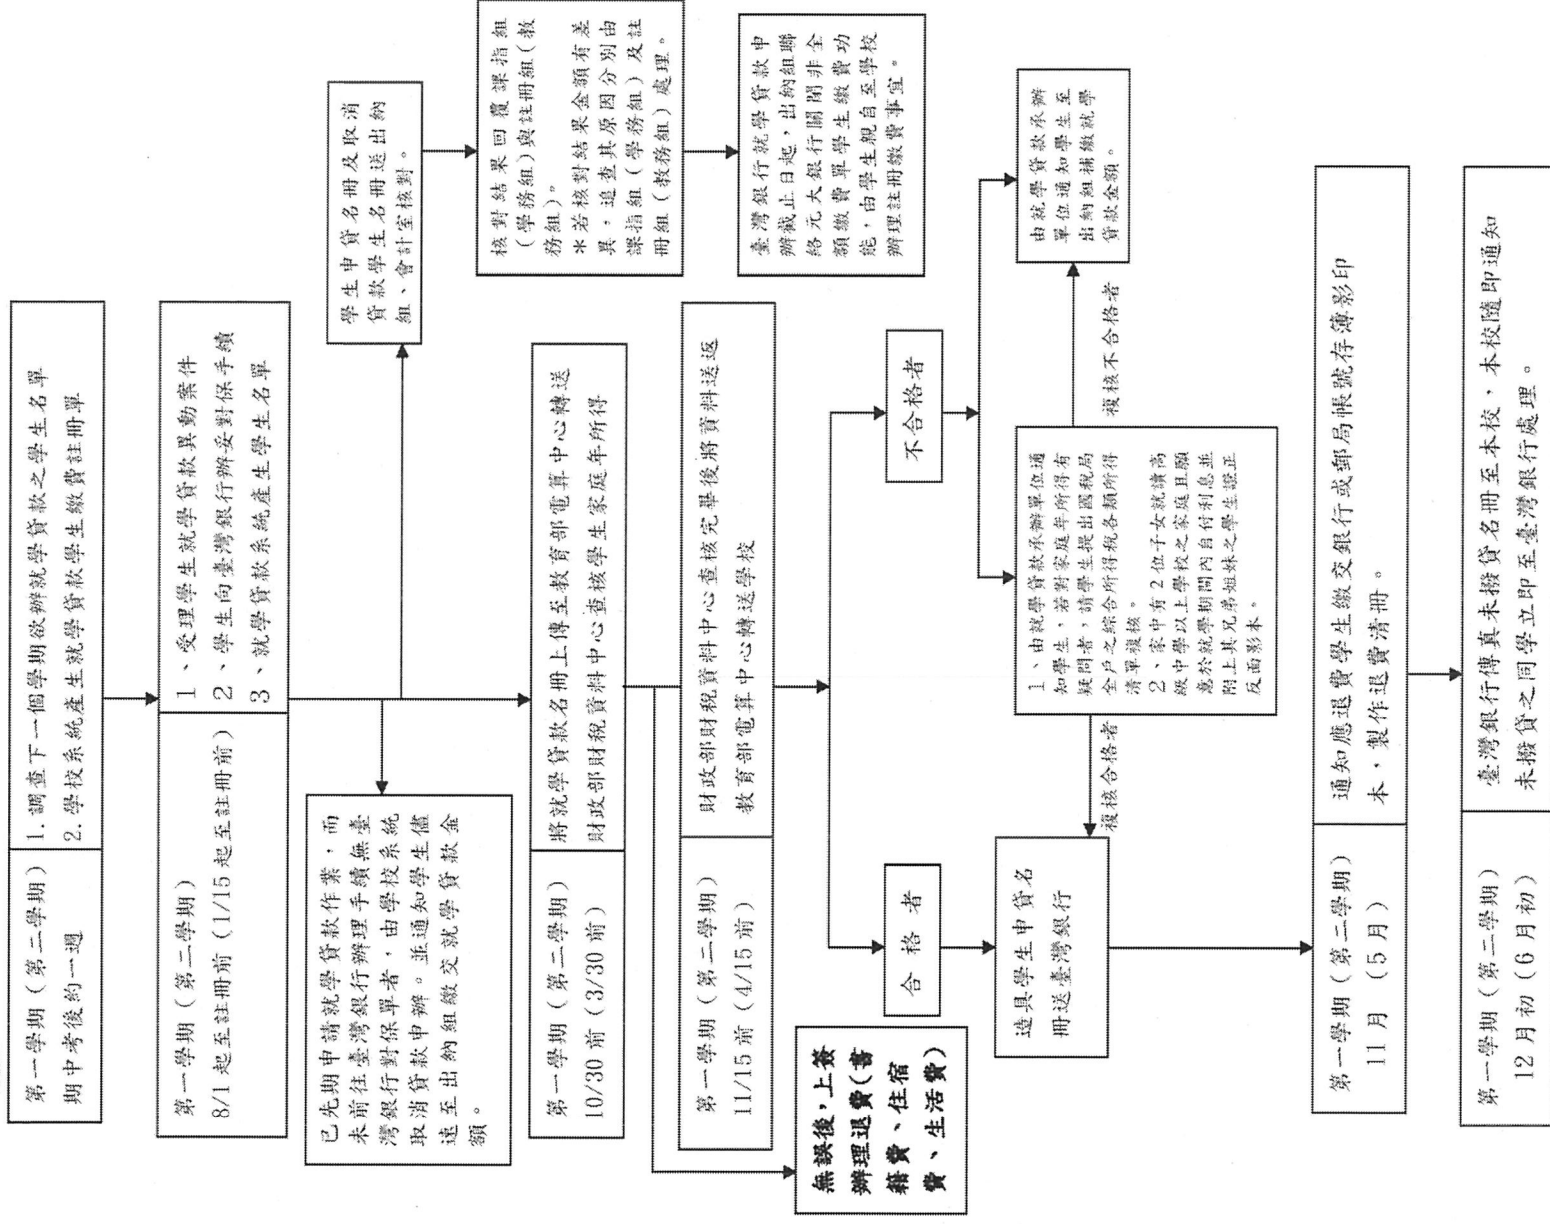 第一學期（第二學期）
期中考後約一週
1.調查下一個學期欲辦就學貸款之學生名單
2.學校系統產生就學貸款學生繳費註冊單
第一學期（第二學期）
8/1 起至註冊前（1/15 起至註冊前）
1、受理學生就學貸款異動案件
2、學生向臺灣銀行辦妥對保手續
3、就學貸款系統產生學生名單
學生申貸名冊及取消
貸款學生名冊送出納
組、會計室核對。
核對結果回覆課指組
（學務組)與註冊組(教
務組)。
※若核對結果金額有差
異，追查其原因分別由
課指組（學務組）及註
冊組（教務組）處理。
臺灣銀行就學貸款申
辦截止日起，出納組聯
絡元大銀行關閉非全
額繳費單學生繳費功
能，由學生親自至學校
辦理註冊繳費事宜。
已先期申請就學貸款作業，而
未前往臺灣銀行辦理手續無臺
灣銀行對保單者，由學校系統
取消貸款申辦。並通知學生儘
速至出納組繳交就學貸款金
額。
第一學期（第二學期）
10/30 前（3/30 前）
將就學貸款名冊上傳至教育部電算中心轉送
財政部財稅資料中心查核學生家庭年所得
第一學期（第二學期）
11/15 前（4/15 前）
財政部財稅資料中心查核完畢後將資料送返
教育部電算中心轉送學校
無誤後，上簽
辦理退費(書
籍費、住宿
費、生活費)
合格者
不合格者
造具學生申貸名
冊送臺灣銀行
複核合格者
1、由就學貸款承辦單位通
知學生，若對家庭年所得有
疑問者，請學生提出國稅局
全戶之綜合所得稅各類所得
清單複核。
2、家中有 2 位子女就讀高
級中學以上學校之家庭且願
意於就學期間內自付利息並
附上其兄弟姐妹之學生證正
反面影本。
複核不合格者
由就學貸款承辦
單位通知學生至
出納組補繳就學
貸款金額。
第一學期（第二學期）
11 月 （5 月）
通知應退費學生繳交銀行或郵局帳號存簿影印
本，製作退費清冊。
第一學期（第二學期）
12 月初（6 月初）
臺灣銀行傳真未撥貸名冊至本校，本校隨即通知
未撥貸之同學立即至臺灣銀行處理。